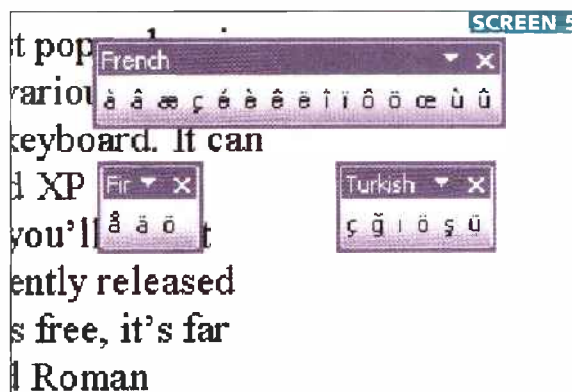 SCREEN 5
t pop
French
variou
à â æ ç é è ê ë î ï ô ö œ ù û
keyboard. It can
d XP
Fir
Turkish
å ä ö
ç ğ ı ö ş ü
you'll t
ently released
s free, it's far
d Roman